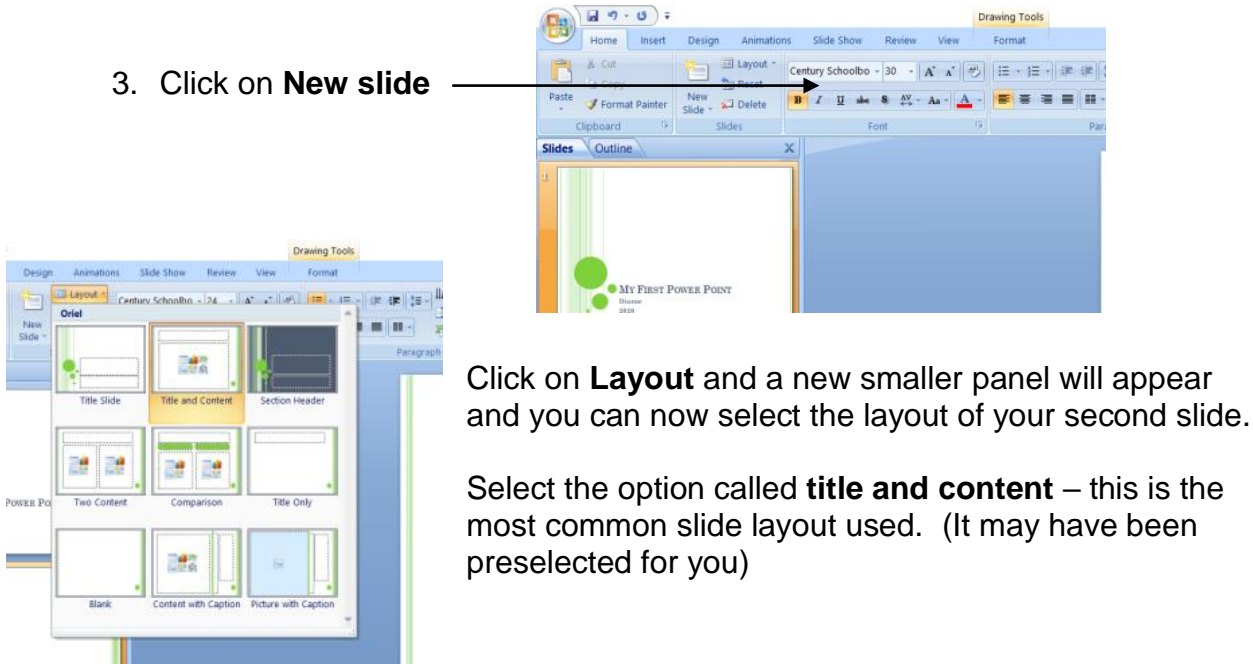 Drawing Tools
Home Insert Design Animations Slide Show Review View Format
Cut Layout Century Schoolbo 30
Copy Reset
Paste Format Painter New Slide Delete B I U abc S AV Aa A
Clipboard Slides Font
3. Click on New slide
Slides Outline X
1
MY FIRST POWER POINT
Dianne
2020
Drawing Tools
Design Animations Slide Show Review View Format
Layout Century Schoolbo 24
New
Slide
Oriel
Paragraph
Title Slide Title and Content Section Header
Two Content Comparison Title Only
Blank Content with Caption Picture with Caption
Click on Layout and a new smaller panel will appear
and you can now select the layout of your second slide.
Select the option called title and content – this is the
most common slide layout used. (It may have been
preselected for you)